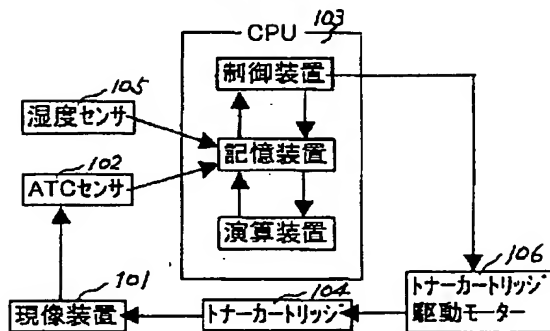 CPU
103
制御装置
105
湿度センサ
記憶装置
102
ATCセンサ
演算装置
101
現像装置
104
トナーカートリッジ
106
トナーカートリッジ
駆動モーター